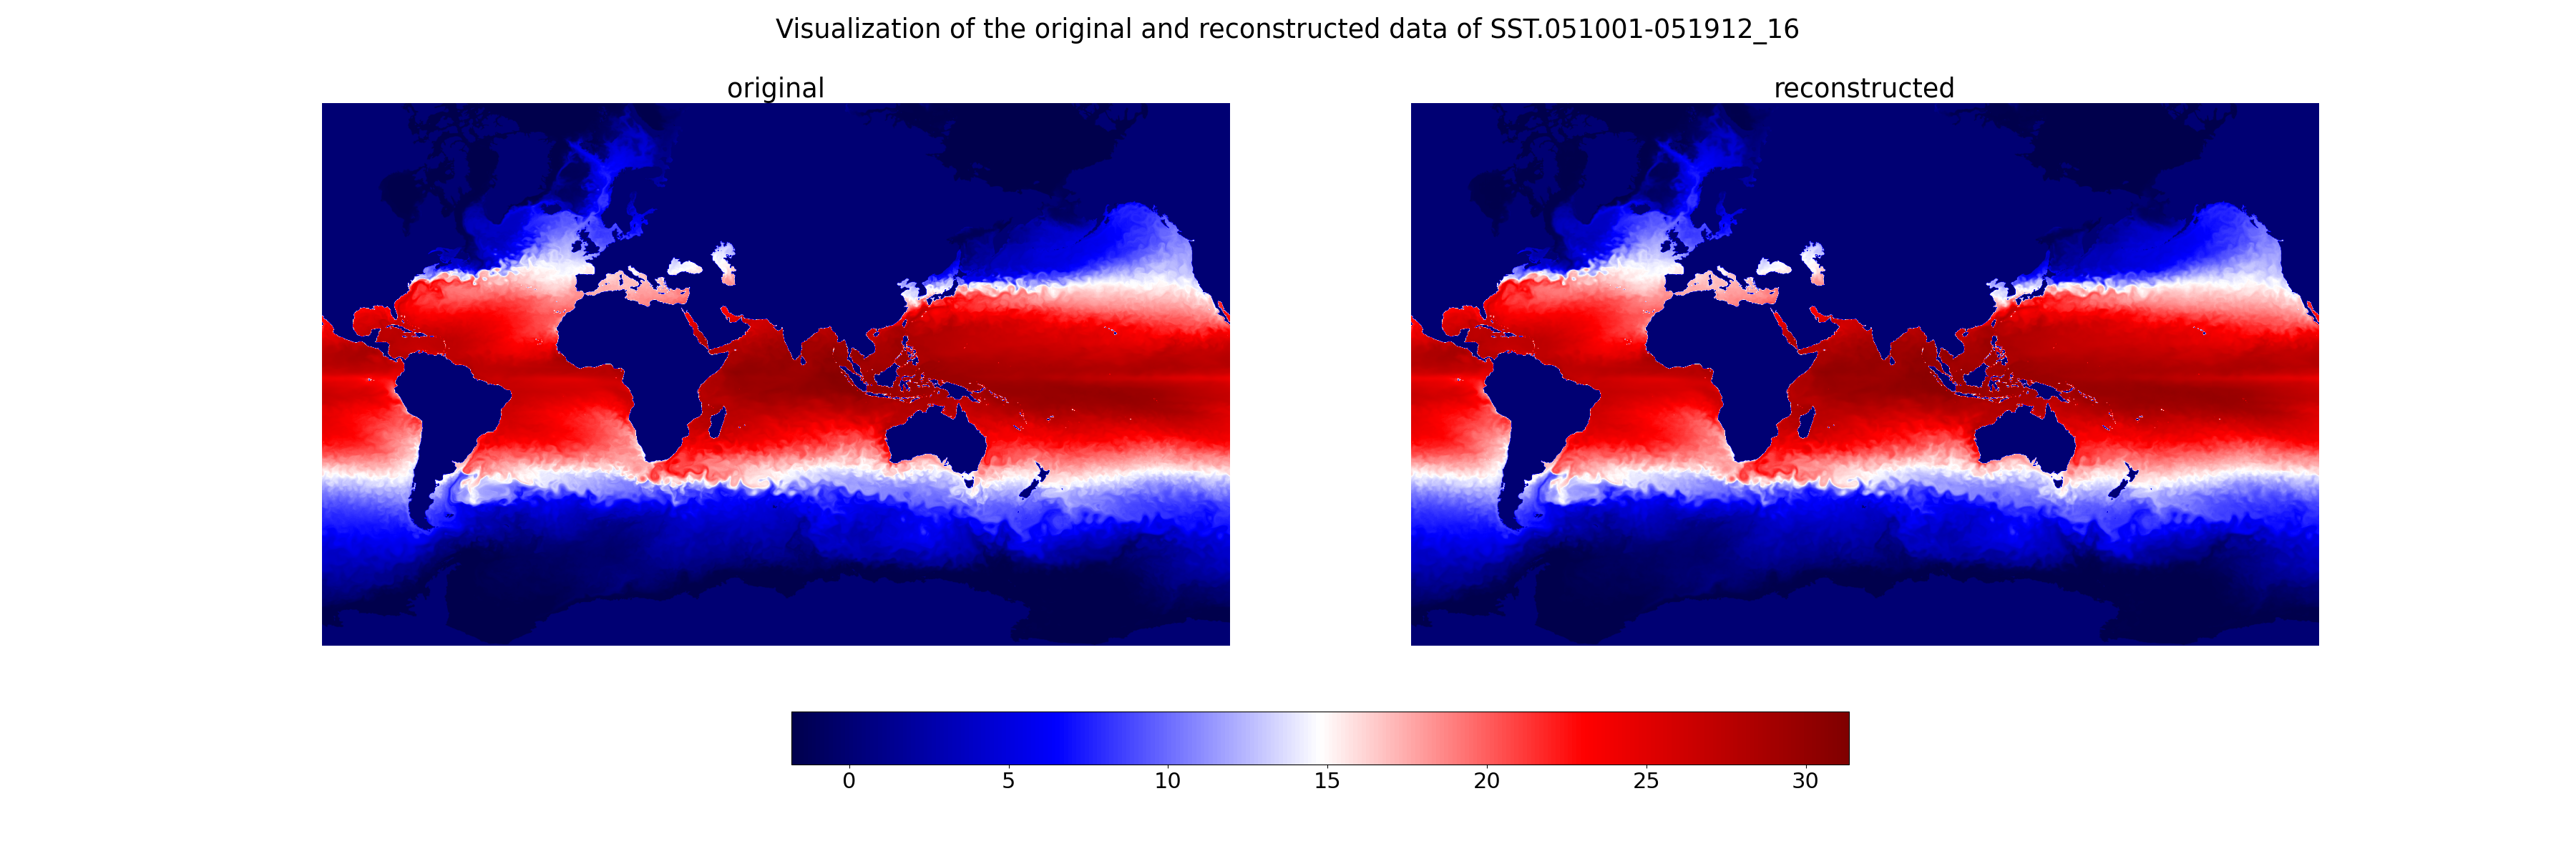 Visualization of the original and reconstructed data of SST.051001-051912_16
original
reconstructed
0 5 10 15 20 25 30